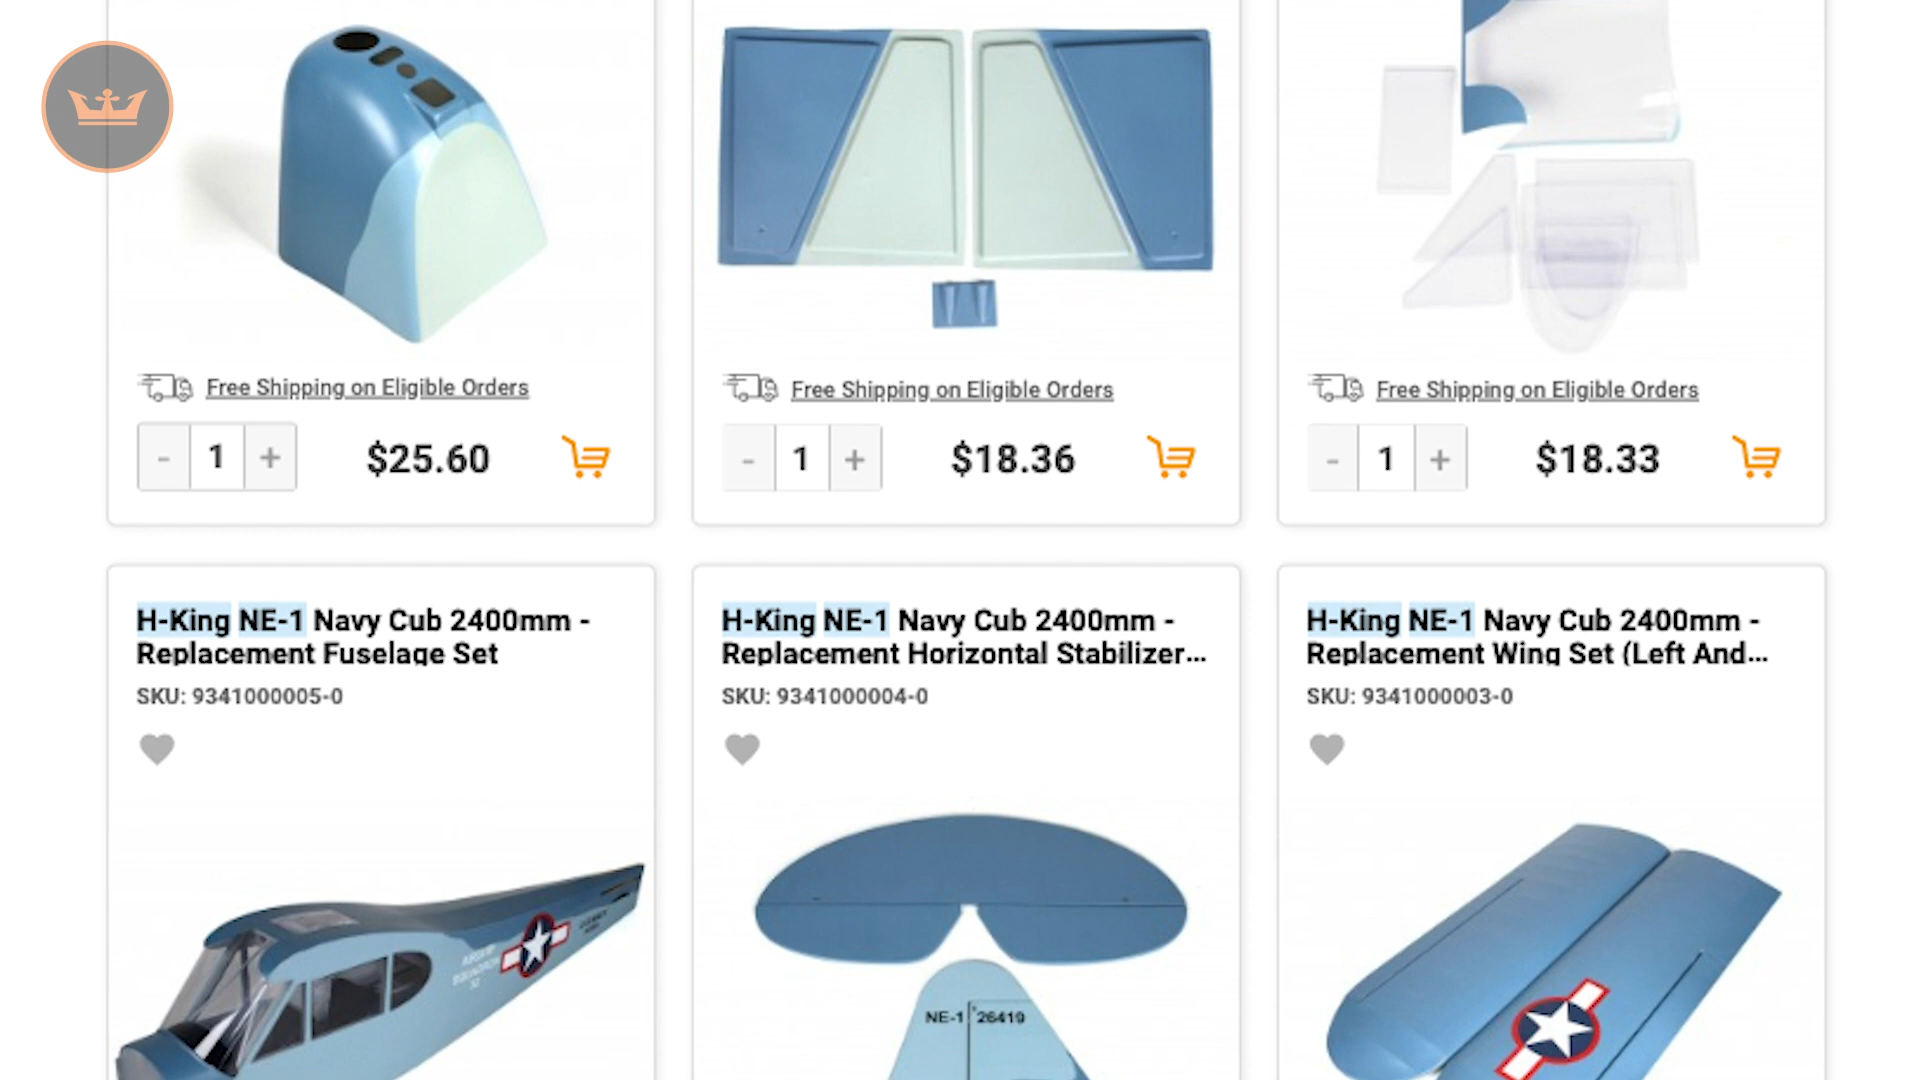 Free Shipping on Eligible Orders
Free Shipping on Eligible Orders
Free Shipping on Eligible Orders
- 1 + $25.60
- 1 + $18.36
- 1 + $18.33
H-King NE-1 Navy Cub 2400mm -
Replacement Fuselage Set
SKU: 9341000005-0
H-King NE-1 Navy Cub 2400mm -
Replacement Horizontal Stabilizer...
SKU: 9341000004-0
H-King NE-1 Navy Cub 2400mm -
Replacement Wing Set (Left And...
SKU: 9341000003-0
AIRSHIP
SQUADRON
32
NE-1 26419